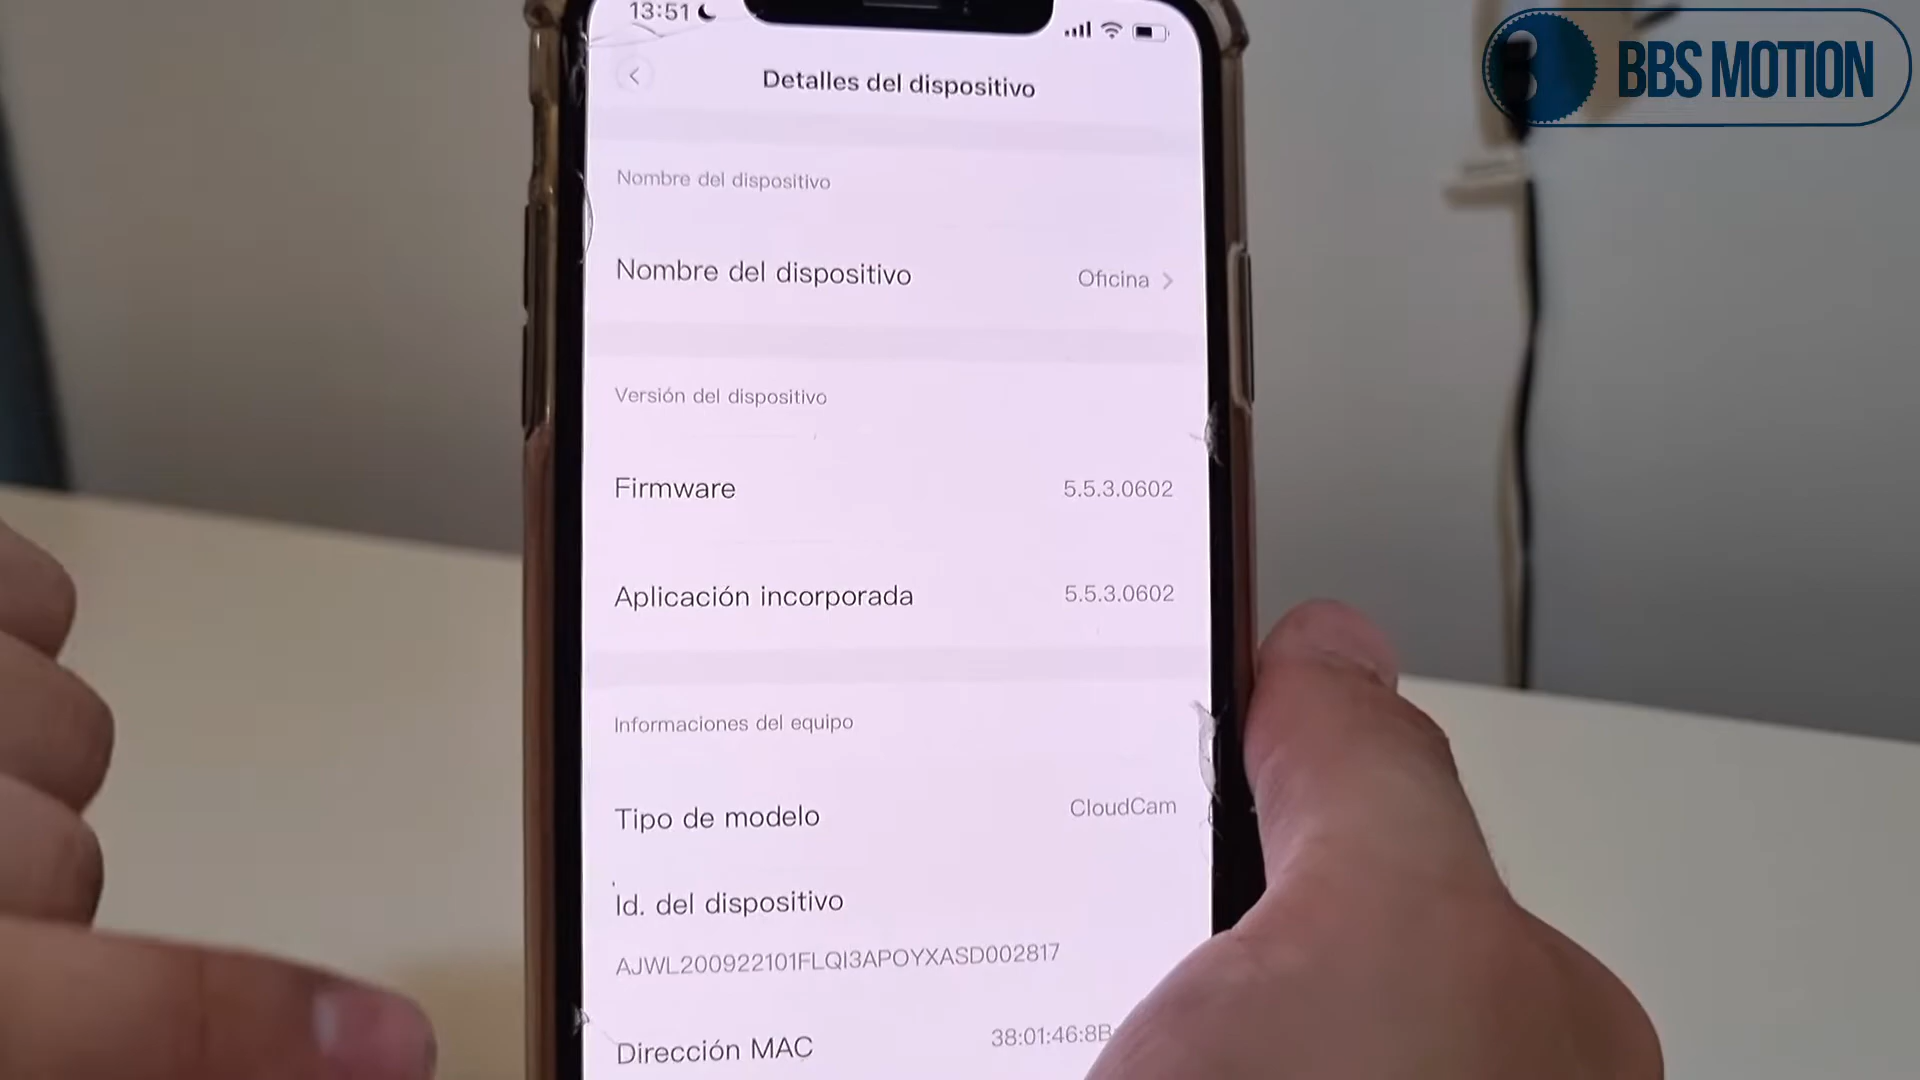 13:51
BBS MOTION
Detalles del dispositivo
Nombre del dispositivo
Nombre del dispositivo Oficina
Versión del dispositivo
Firmware 5.5.3.0602
Aplicación incorporada 5.5.3.0602
Informaciones del equipo
Tipo de modelo CloudCam
Id. del dispositivo
AJWL200922101FLQI3APOYXASD002817
Dirección MAC 38:01:46:8B